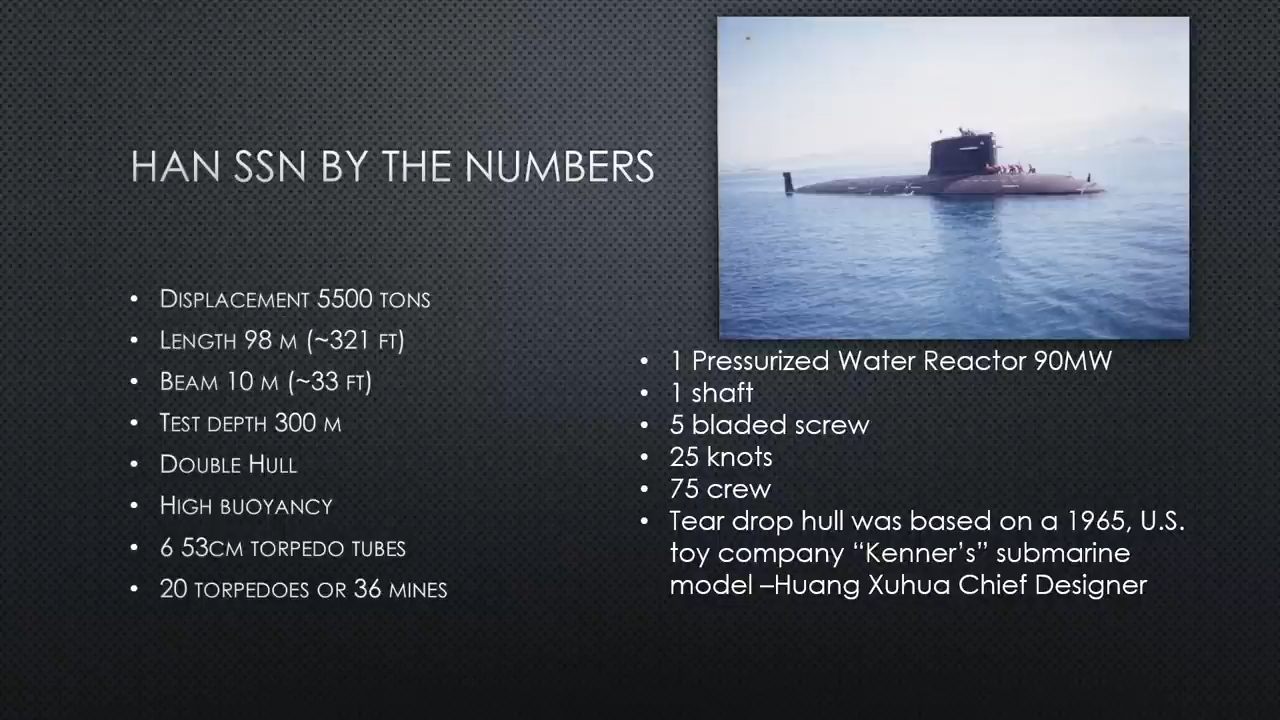 HAN SSN BY THE NUMBERS
• DISPLACEMENT 5500 TONS
• LENGTH 98 M (~321 FT)
• BEAM 10 M (~33 FT)
• TEST DEPTH 300 M
• DOUBLE HULL
• HIGH BUOYANCY
• 6 53CM TORPEDO TUBES
• 20 TORPEDOES OR 36 MINES
• 1 Pressurized Water Reactor 90MW
• 1 shaft
• 5 bladed screw
• 25 knots
• 75 crew
• Tear drop hull was based on a 1965, U.S.
toy company “Kenner’s” submarine
model –Huang Xuhua Chief Designer